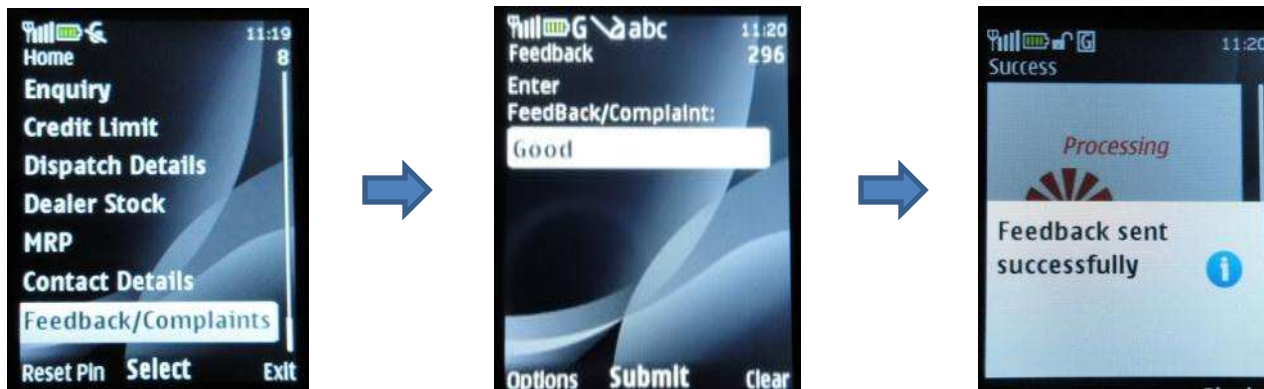 11:19
Home 8
Enquiry
Credit Limit
Dispatch Details
Dealer Stock
MRP
Contact Details
Feedback/Complaints
Reset Pin Select Exit
G abc 11:20
Feedback 296
Enter
FeedBack/Complaint:
Good
Options Submit Clear
G 11:20
Success
Processing
Feedback sent
successfully